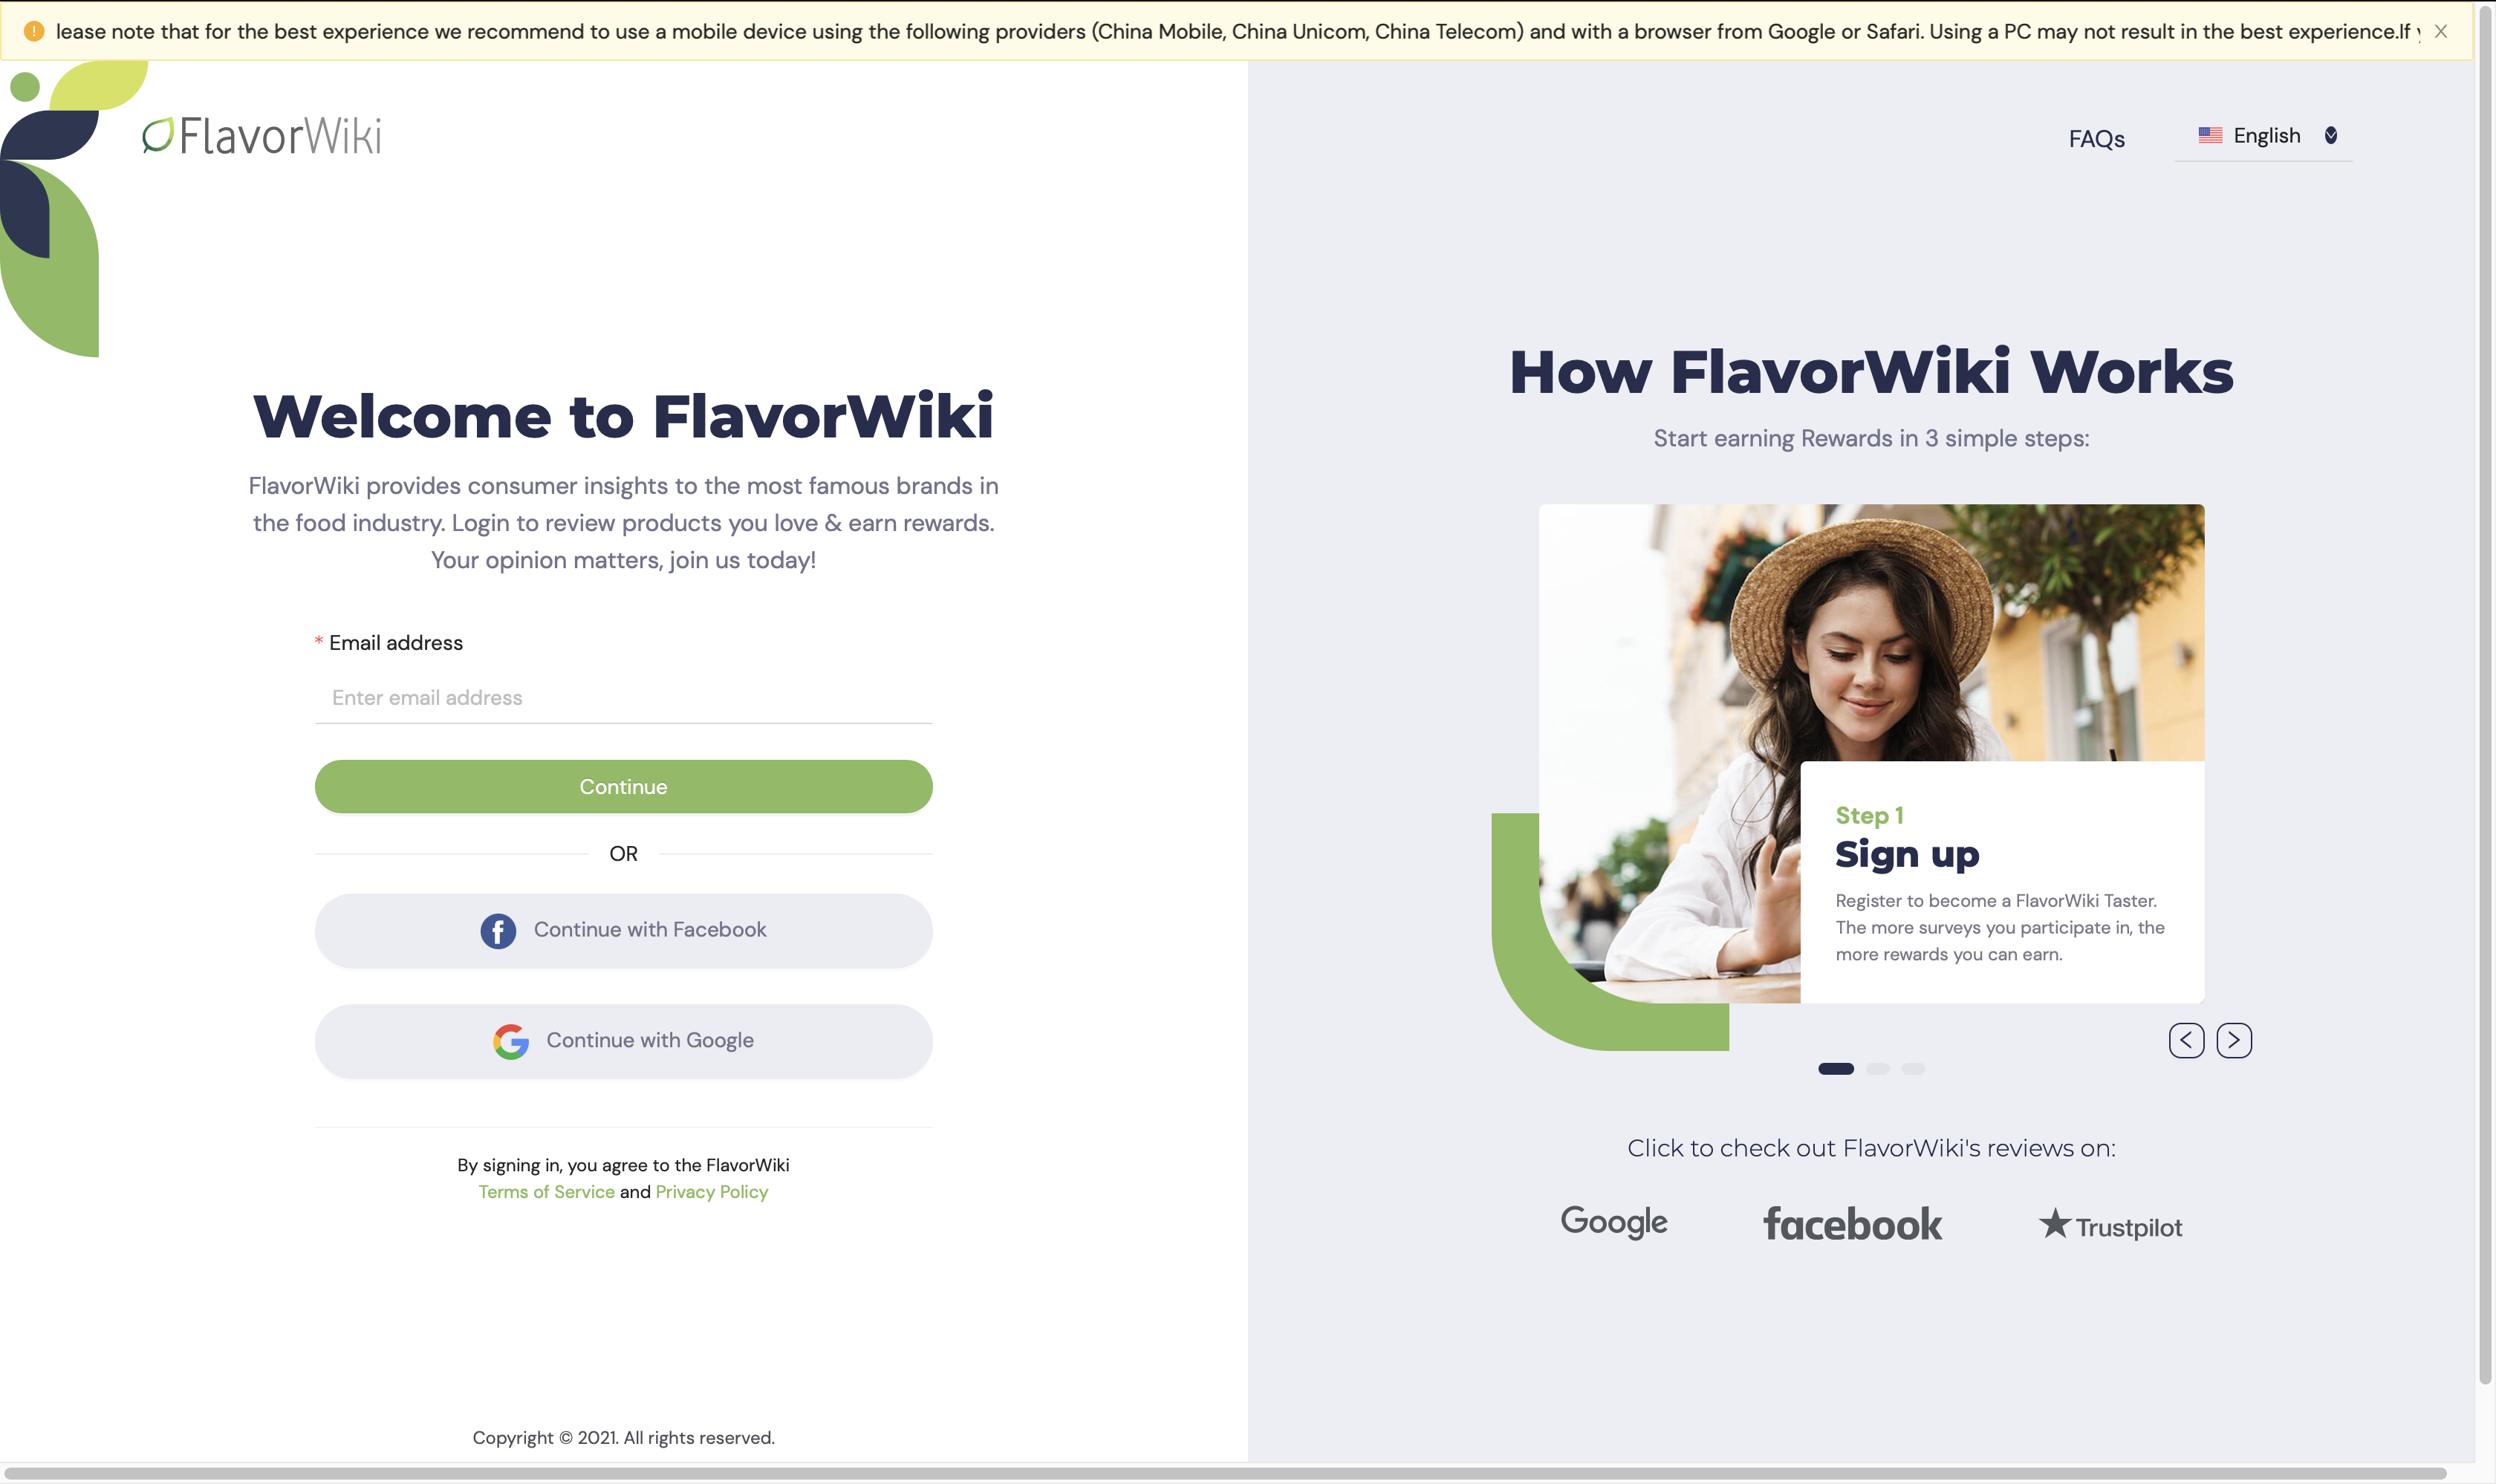 lease note that for the best experience we recommend to use a mobile device using the following providers (China Mobile, China Unicom, China Telecom) and with a browser from Google or Safari. Using a PC may not result in the best experience.If
FlavorWiki
FAQs
English
Welcome to FlavorWiki
FlavorWiki provides consumer insights to the most famous brands in
the food industry. Login to review products you love & earn rewards.
Your opinion matters, join us today!
* Email address
Enter email address
Continue
OR
Continue with Facebook
Continue with Google
By signing in, you agree to the FlavorWiki
Terms of Service and Privacy Policy
Copyright © 2021. All rights reserved.
How FlavorWiki Works
Start earning Rewards in 3 simple steps:
Step 1
Sign up
Register to become a FlavorWiki Taster.
The more surveys you participate in, the
more rewards you can earn.
Click to check out FlavorWiki's reviews on:
Google
facebook
Trustpilot